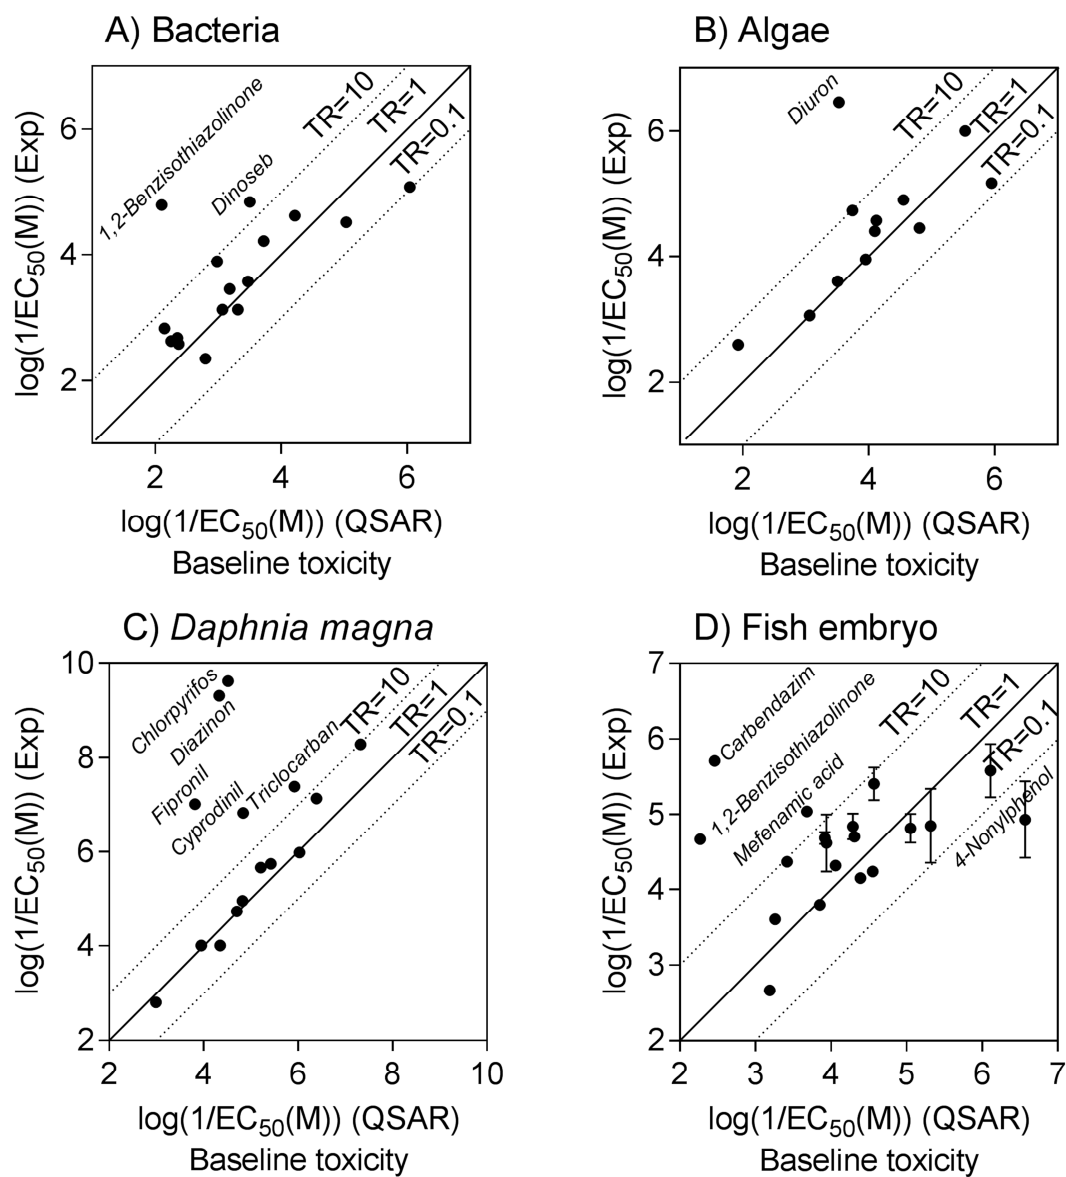 A) Bacteria
log(1/EC50(M)) (Exp)
6
4
2
1,2-Benzisothiazolinone
Dinoseb
TR=10
TR=1
TR=0.1
2
4
6
log(1/EC50(M)) (QSAR)
Baseline toxicity
B) Algae
log(1/EC50(M)) (Exp)
6
4
2
Diuron
TR=10
TR=1
TR=0.1
2
4
6
log(1/EC50(M)) (QSAR)
Baseline toxicity
C) Daphnia magna
log(1/EC50(M)) (Exp)
10
8
6
4
2
Chlorpyrifos
Diazinon
Fipronil
Cyprodinil
Triclocarban
TR=10
TR=1
TR=0.1
2
4
6
8
10
log(1/EC50(M)) (QSAR)
Baseline toxicity
D) Fish embryo
log(1/EC50(M)) (Exp)
7
6
5
4
3
2
Carbendazim
1,2-Benzisothiazolinone
Mefenamic acid
TR=10
TR=1
TR=0.1
4-Nonylphenol
2
3
4
5
6
7
log(1/EC50(M)) (QSAR)
Baseline toxicity